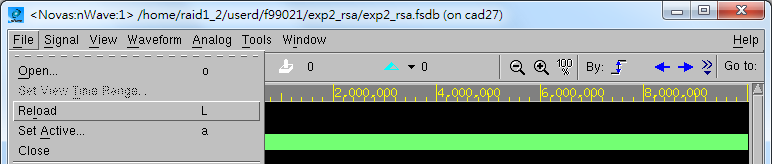 <Novas:nWave:1> /home/raid1_2/userd/f99021/exp2_rsa/exp2_rsa.fsdb (on cad27)
File Signal View Waveform Analog Tools Window Help
0 0 100 % By: Go to:
Open... o
Set View Time Range...
Reload L
Set Active... a
Close
2,000,000 4,000,000 6,000,000 8,000,000